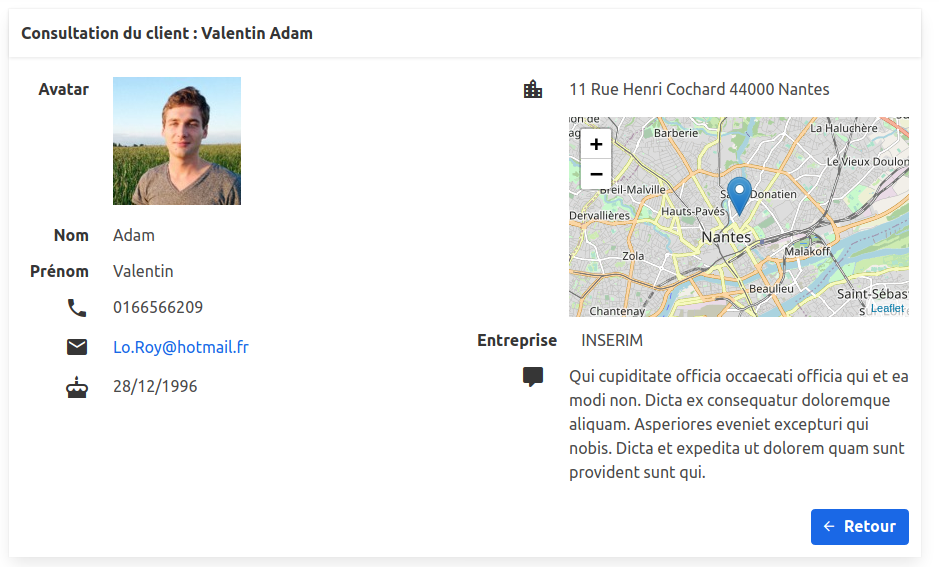 Consultation du client : Valentin Adam
Avatar
Nom Adam
Prénom Valentin
0166566209
Lo.Roy@hotmail.fr
28/12/1996
11 Rue Henri Cochard 44000 Nantes
+
−
Barberie
La Haluchère
Le Vieux Doulon
Breil-Malville
Donatien
Dervallières
Hauts-Pavés
Nantes
Zola
Malakoff
Beaulieu
Saint-Sébas
Chantenay
Leaflet
Entreprise INSERIM
Qui cupiditate officia occaecati officia qui et ea
modi non. Dicta ex consequatur doloremque
aliquam. Asperiores eveniet excepturi qui
nobis. Dicta et expedita ut dolorem quam sunt
provident sunt qui.
← Retour